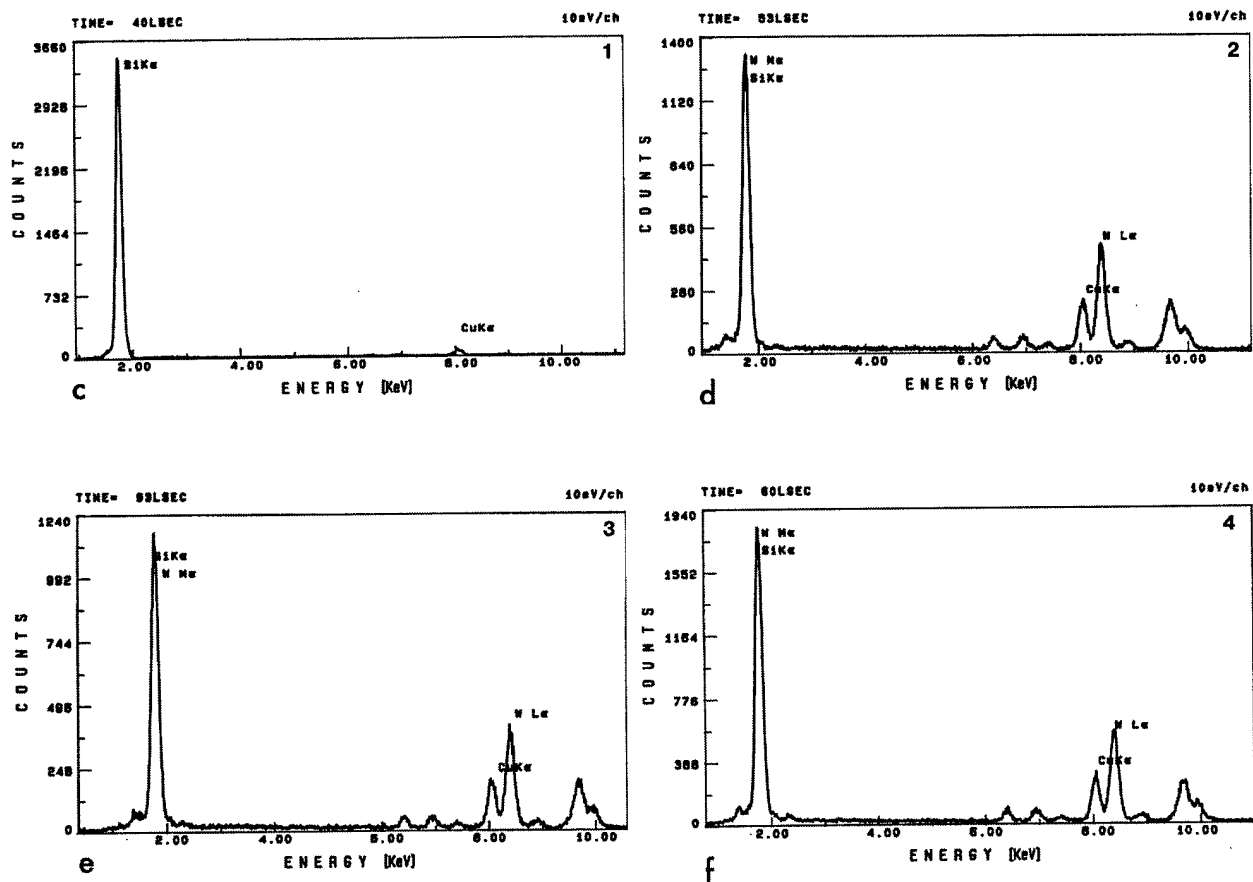 TIME= 40LSEC 10eV/ch
1
3660
2928
2196
1464
732
0
COUNTS
SiKα
CuKα
2.00 4.00 6.00 8.00 10.00
ENERGY [KeV]
c
TIME= 53LSEC 10eV/ch
2
1400
1120
840
560
280
0
COUNTS
W Mα
SiKα
W Lα
CuKα
2.00 4.00 6.00 8.00 10.00
ENERGY [KeV]
d
TIME= 93LSEC 10eV/ch
3
1240
992
744
496
248
0
COUNTS
SiKα
W Mα
W Lα
CuKα
2.00 4.00 6.00 8.00 10.00
ENERGY [KeV]
e
TIME= 60LSEC 10eV/ch
4
1940
1552
1164
776
388
0
COUNTS
W Mα
SiKα
W Lα
CuKα
2.00 4.00 6.00 8.00 10.00
ENERGY [KeV]
f